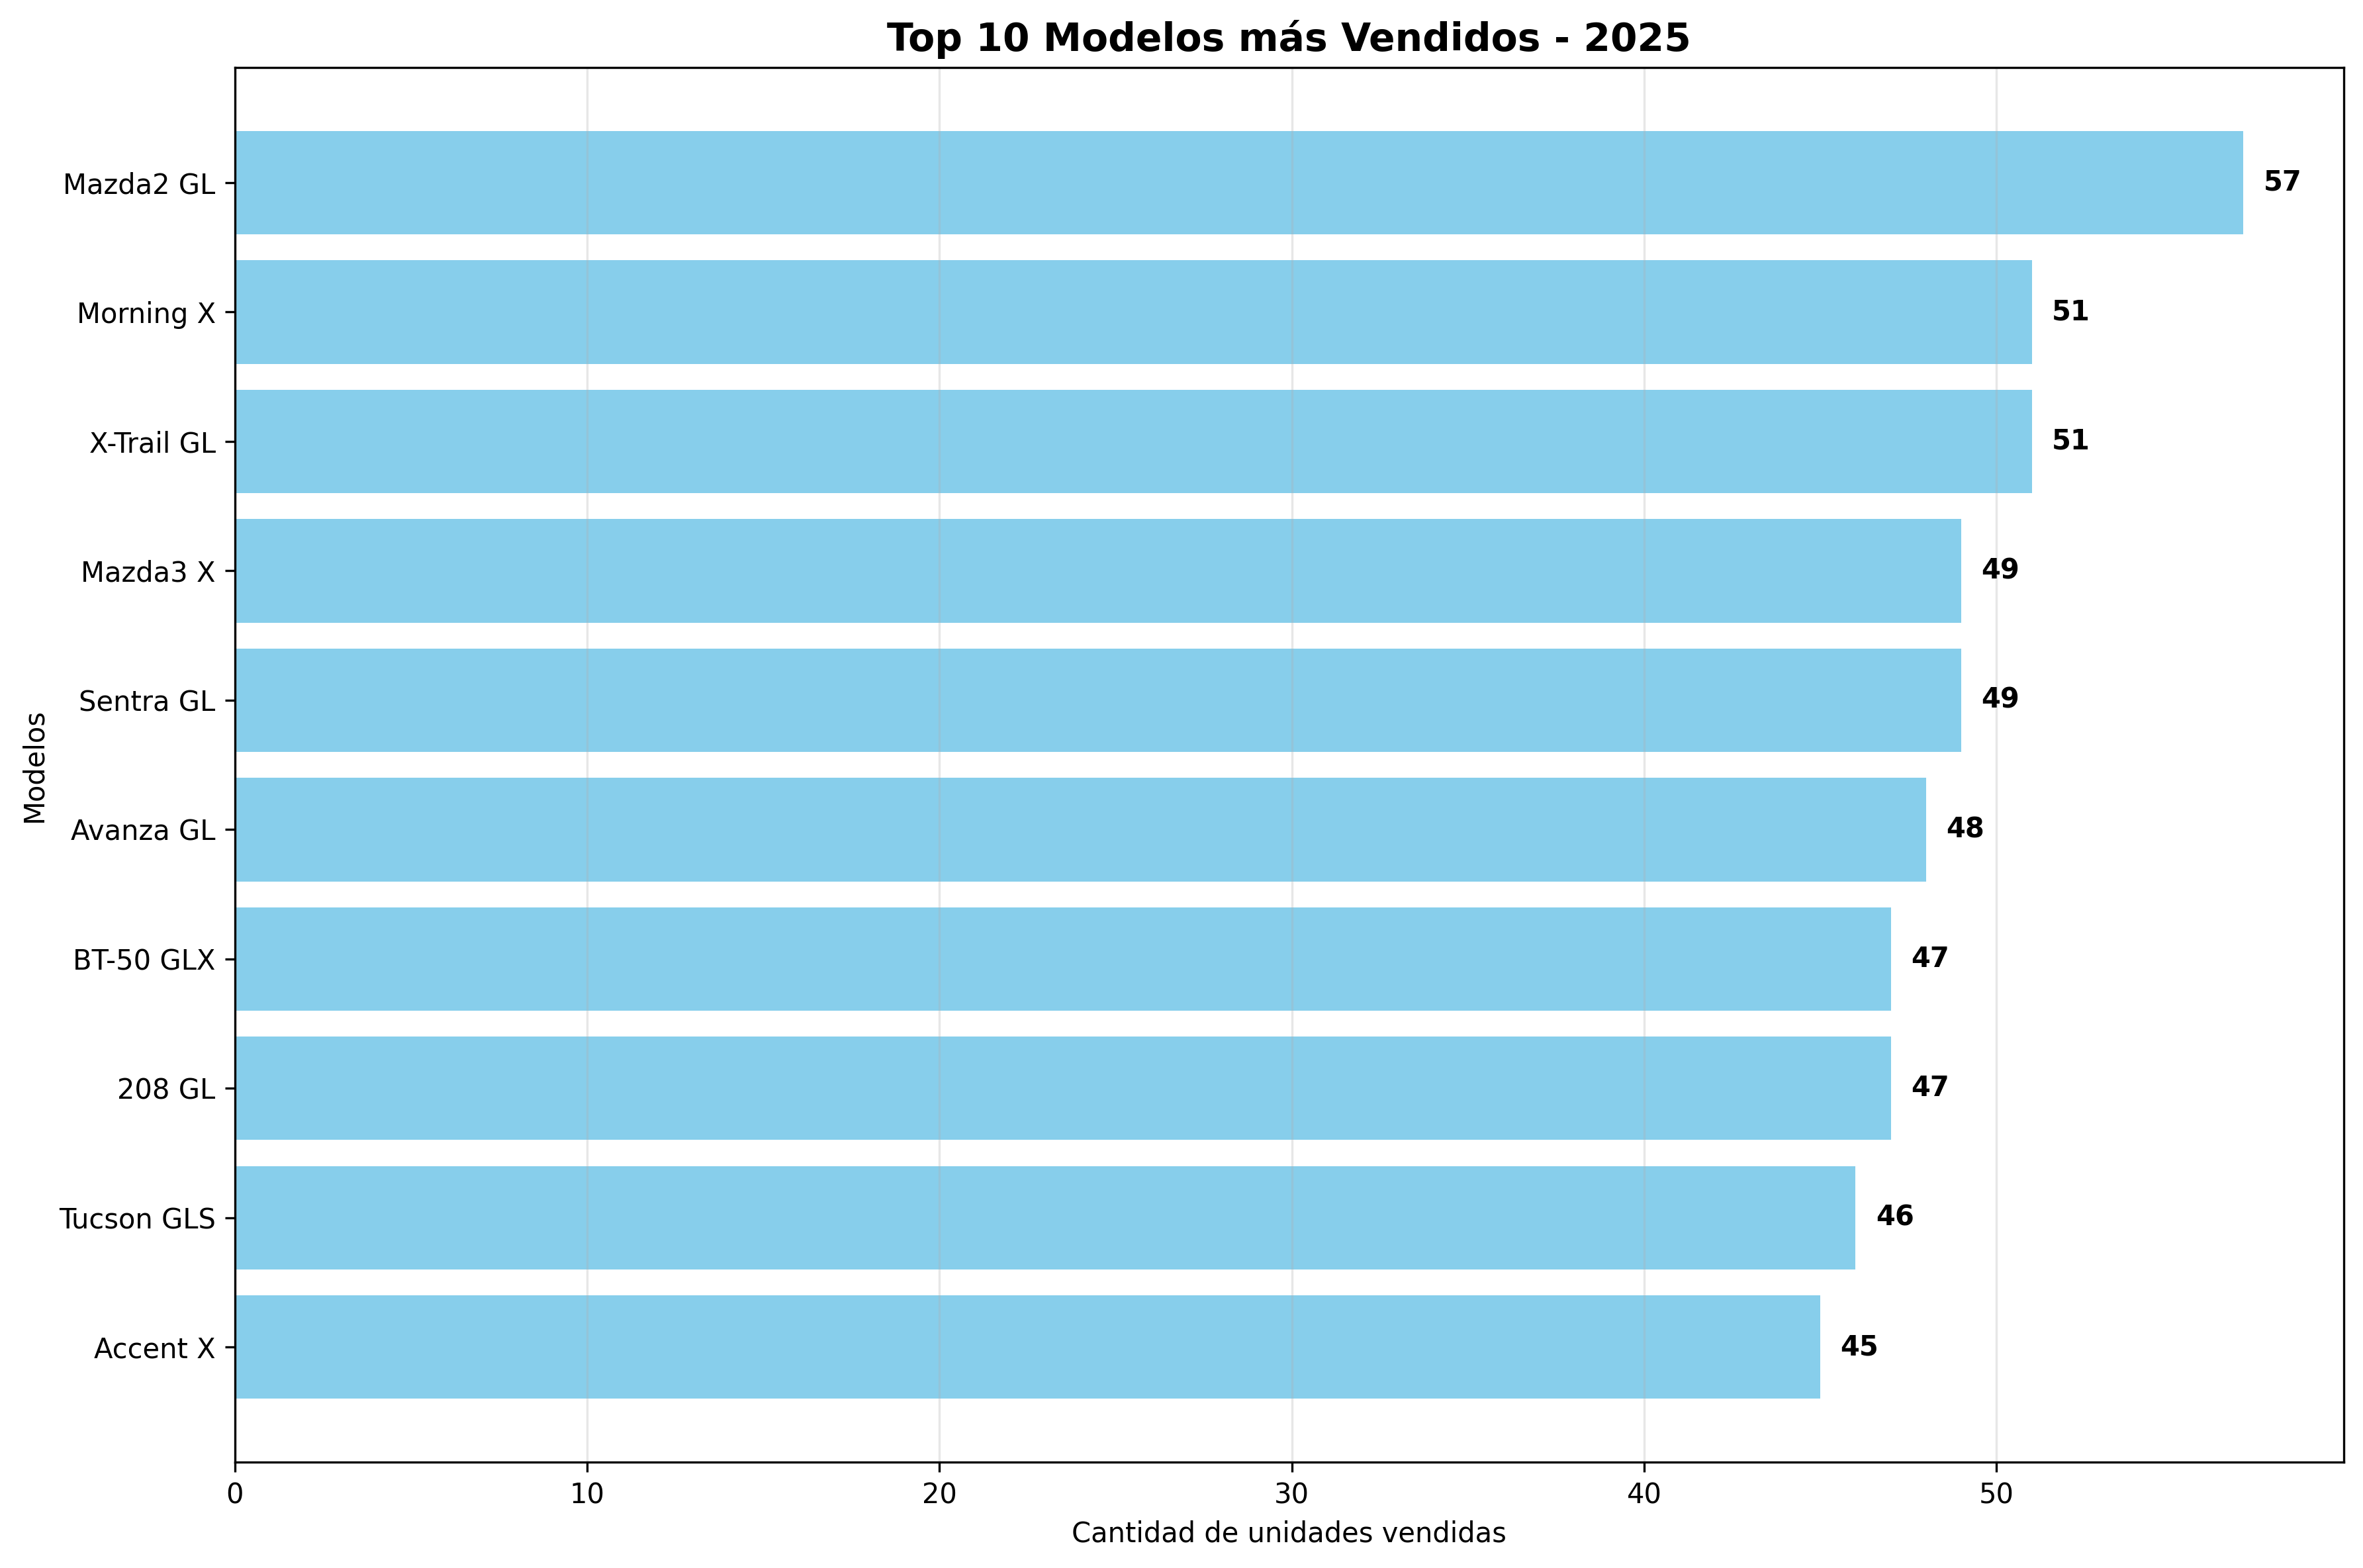 Top 10 Modelos más Vendidos - 2025
Modelos
Mazda2 GL 57
Morning X 51
X-Trail GL 51
Mazda3 X 49
Sentra GL 49
Avanza GL 48
BT-50 GLX 47
208 GL 47
Tucson GLS 46
Accent X 45
0 10 20 30 40 50
Cantidad de unidades vendidas